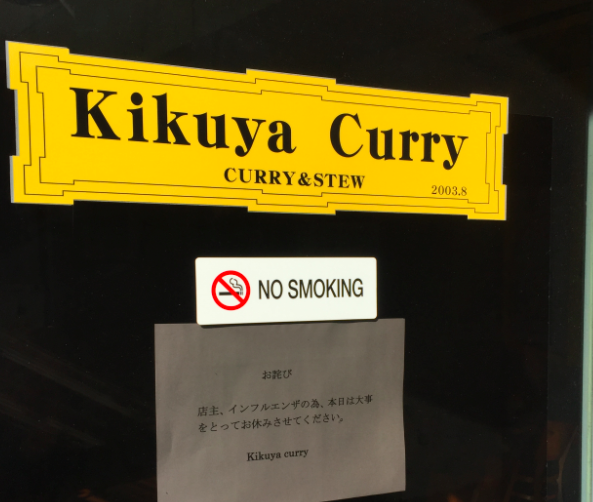 Kikuya Curry
CURRY&STEW
2003.8
NO SMOKING
お詫び
店主、インフルエンザの為、本日は大事
をとってお休みさせてください。
Kikuya curry